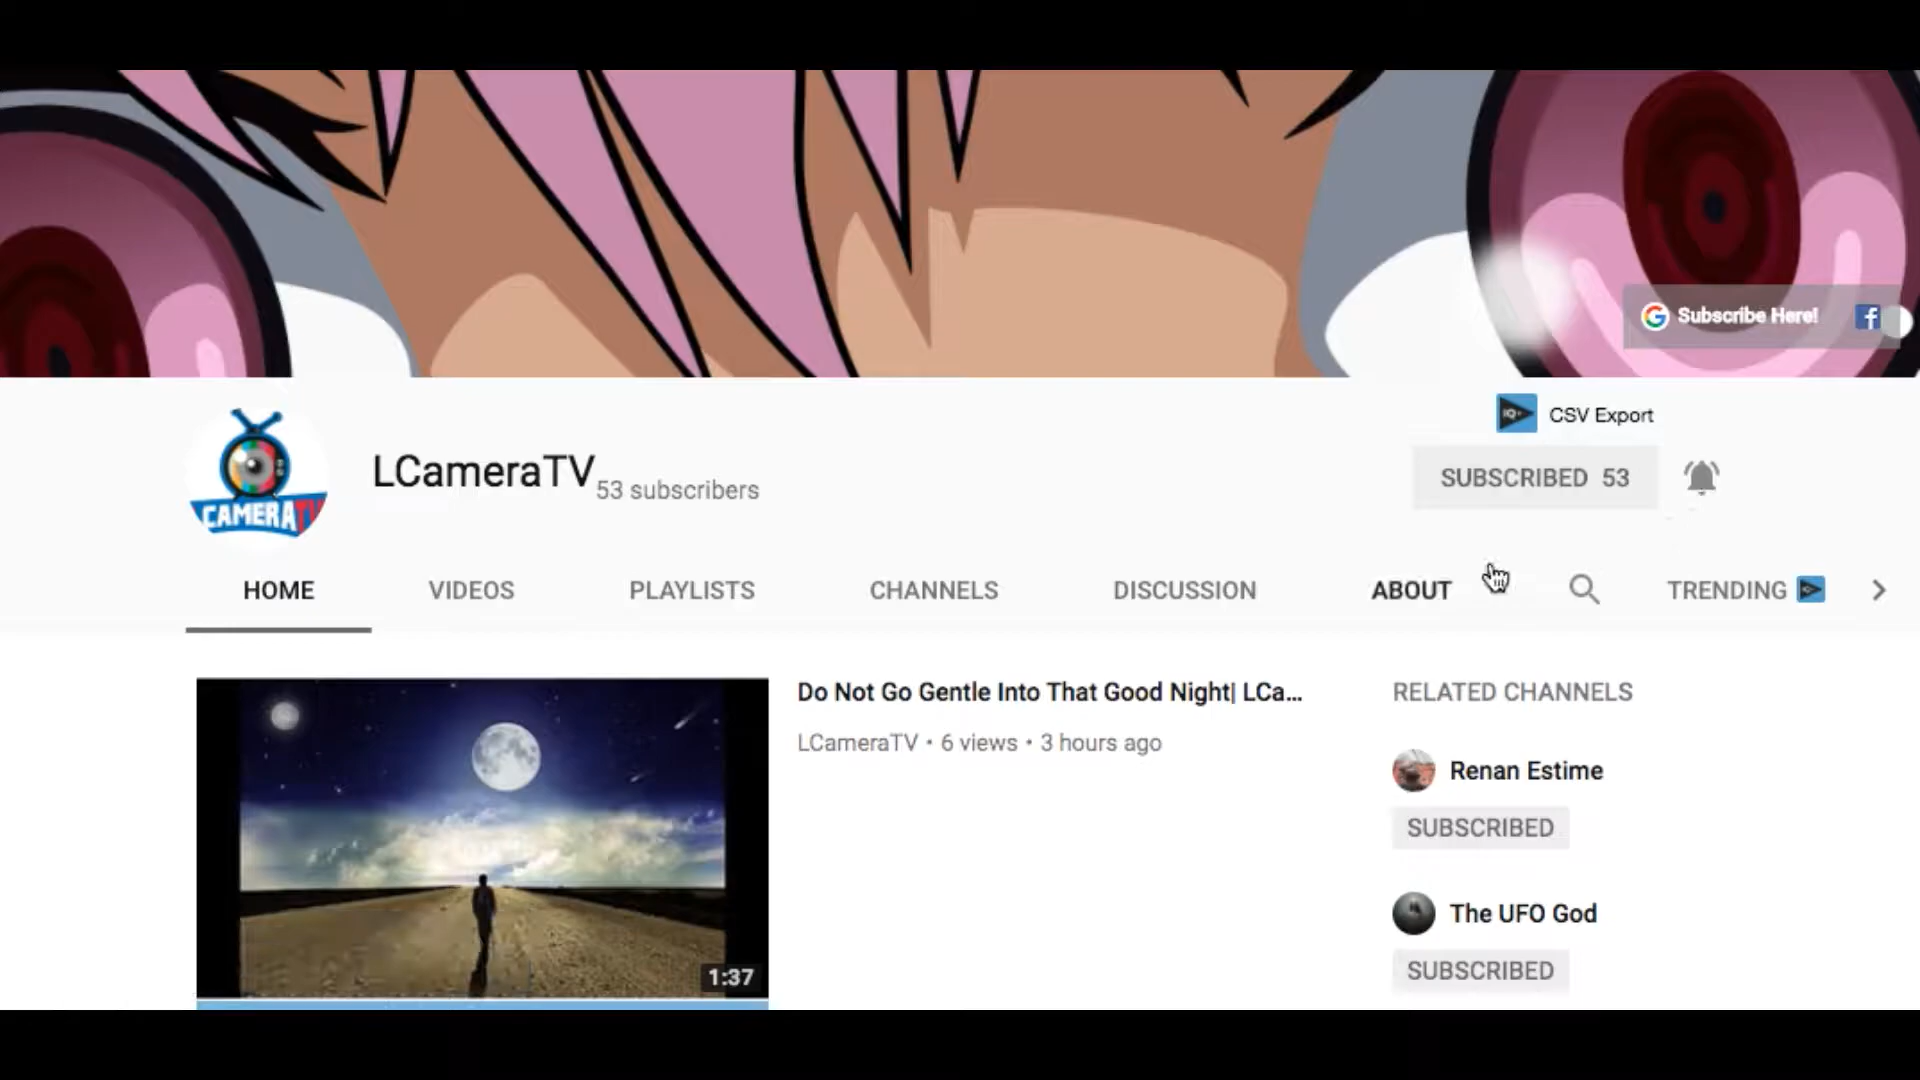 Subscribe Here!
CSV Export
CAMERATV
LCameraTV 53 subscribers
SUBSCRIBED 53
HOME VIDEOS PLAYLISTS CHANNELS DISCUSSION ABOUT TRENDING
Do Not Go Gentle Into That Good Night| LCa...
LCameraTV • 6 views • 3 hours ago
1:37
RELATED CHANNELS
Renan Estime
SUBSCRIBED
The UFO God
SUBSCRIBED